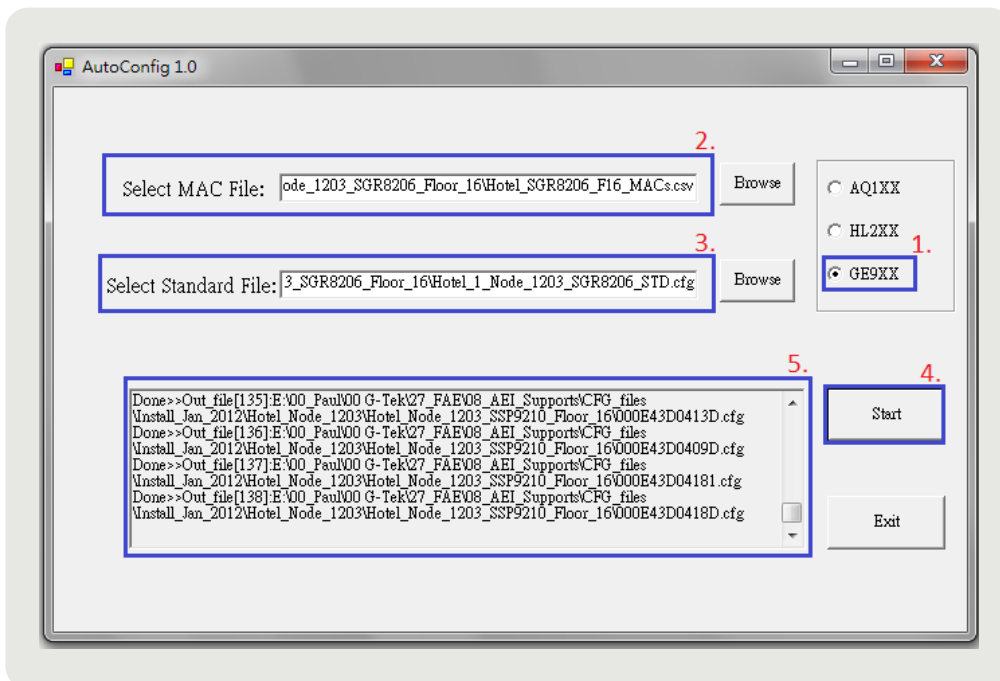 AutoConfig 1.0
2.
Select MAC File: ode_1203_SGR8206_Floor_16\Hotel_SGR8206_F16_MACs.csv Browse
AQ1XX
HL2XX
1.
GE9XX
3.
Select Standard File: 3_SGR8206_Floor_16\Hotel_1_Node_1203_SGR8206_STD.cfg Browse
5.
4.
Done>>Out_file[135]:E:\00_Paul\00 G-Tek\27_FAE\08_AEI_Supports\CFG_files
\Install_Jan_2012\Hotel_Node_1203\Hotel_Node_1203_SSP9210_Floor_16\000E43D0413D.cfg
Done>>Out_file[136]:E:\00_Paul\00 G-Tek\27_FAE\08_AEI_Supports\CFG_files
\Install_Jan_2012\Hotel_Node_1203\Hotel_Node_1203_SSP9210_Floor_16\000E43D0409D.cfg
Done>>Out_file[137]:E:\00_Paul\00 G-Tek\27_FAE\08_AEI_Supports\CFG_files
\Install_Jan_2012\Hotel_Node_1203\Hotel_Node_1203_SSP9210_Floor_16\000E43D04181.cfg
Done>>Out_file[138]:E:\00_Paul\00 G-Tek\27_FAE\08_AEI_Supports\CFG_files
\Install_Jan_2012\Hotel_Node_1203\Hotel_Node_1203_SSP9210_Floor_16\000E43D0418D.cfg
Start
Exit